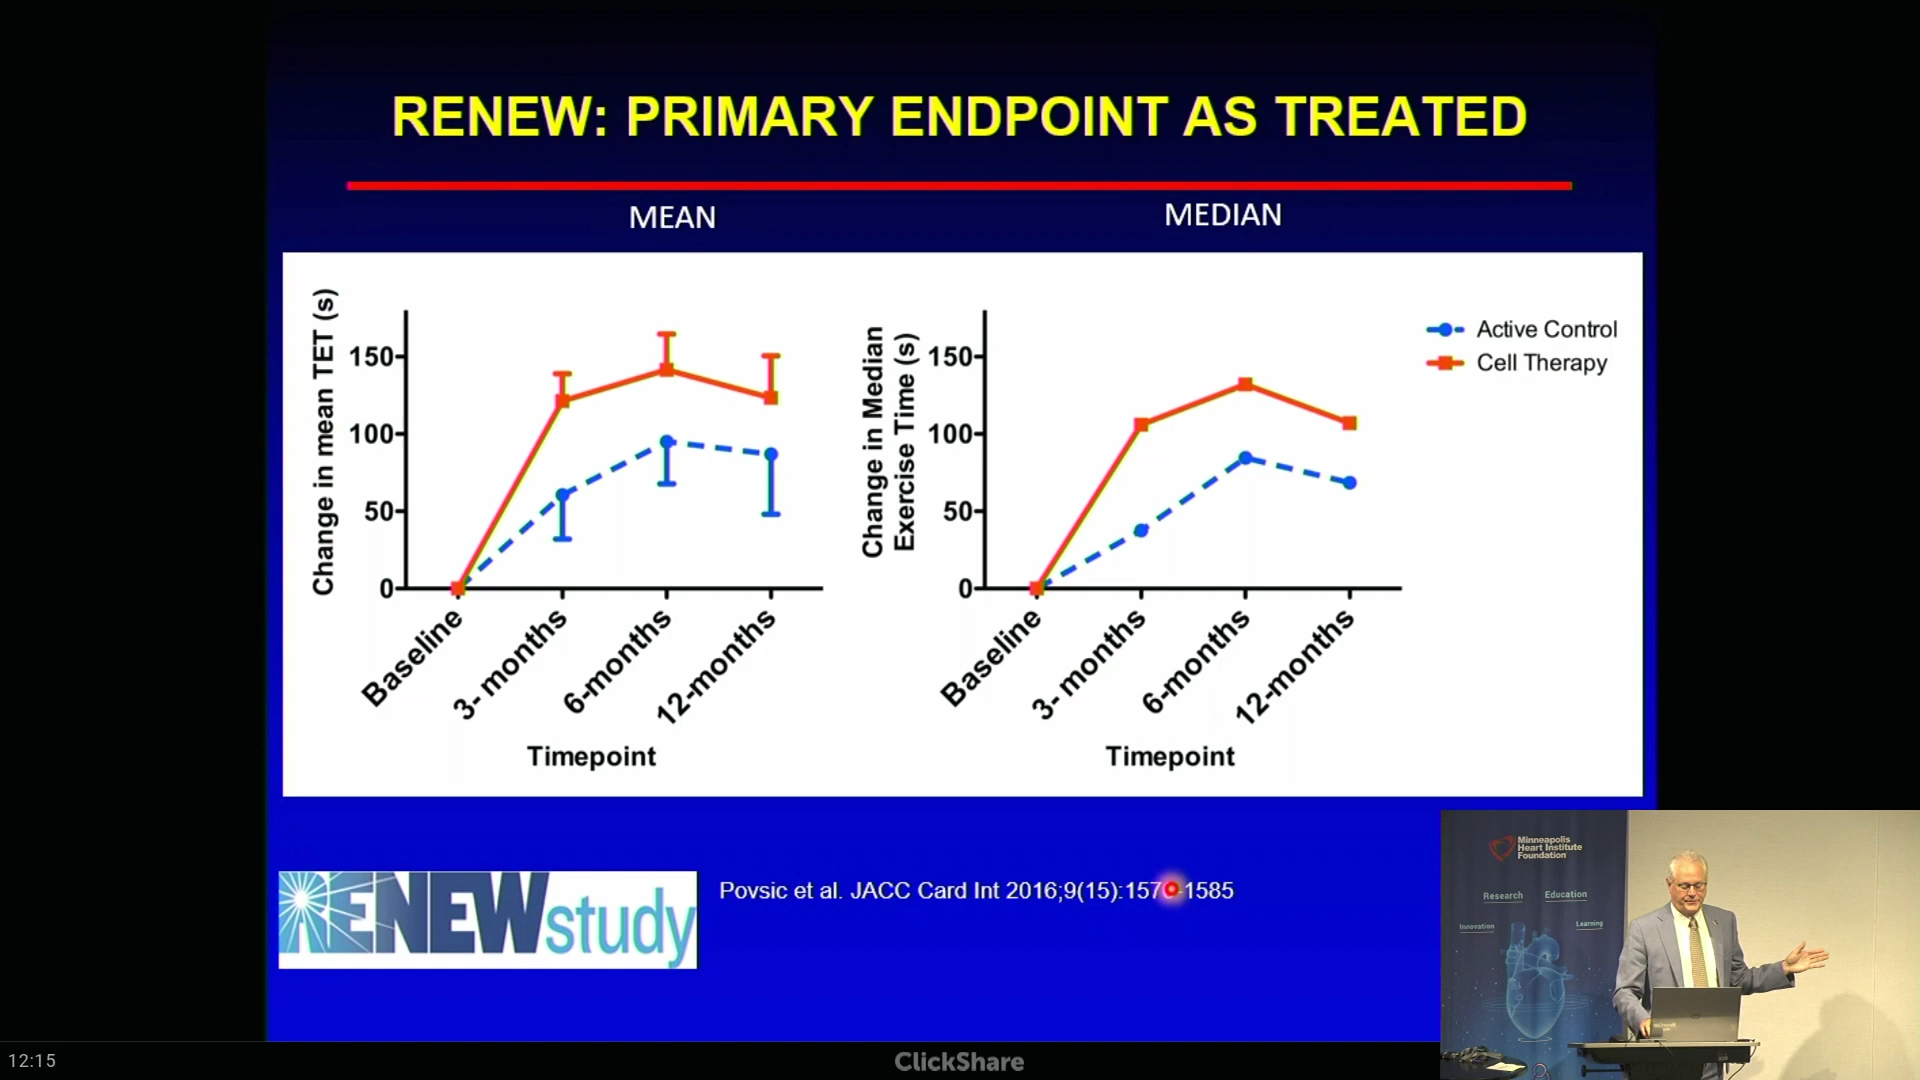 RENEW: PRIMARY ENDPOINT AS TREATED
MEAN
MEDIAN
Change in mean TET (s)
150
100
50
0
Baseline
3- months
6-months
12-months
Timepoint
Change in Median
Exercise Time (s)
150
100
50
0
Baseline
3- months
6-months
12-months
Timepoint
Active Control
Cell Therapy
RENEW study
Povsic et al. JACC Card Int 2016;9(15):157 -1585
Minneapolis
Heart Institute
Foundation
Research
Education
Innovation
Learning
12:15
ClickShare